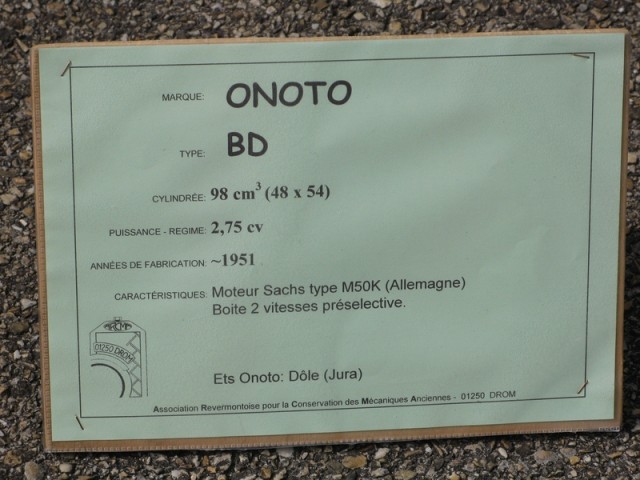 MARQUE: ONOTO
TYPE: BD
CYLINDRÉE: 98 cm³ (48 x 54)
PUISSANCE - REGIME: 2,75 cv
ANNÉES DE FABRICATION: ~1951
CARACTÉRISTIQUES: Moteur Sachs type M50K (Allemagne)
Boite 2 vitesses préselective.
ARCMA
01250 DROM
Ets Onoto: Dôle (Jura)
Association Revermontoise pour la Conservation des Mécaniques Anciennes - 01250 DROM